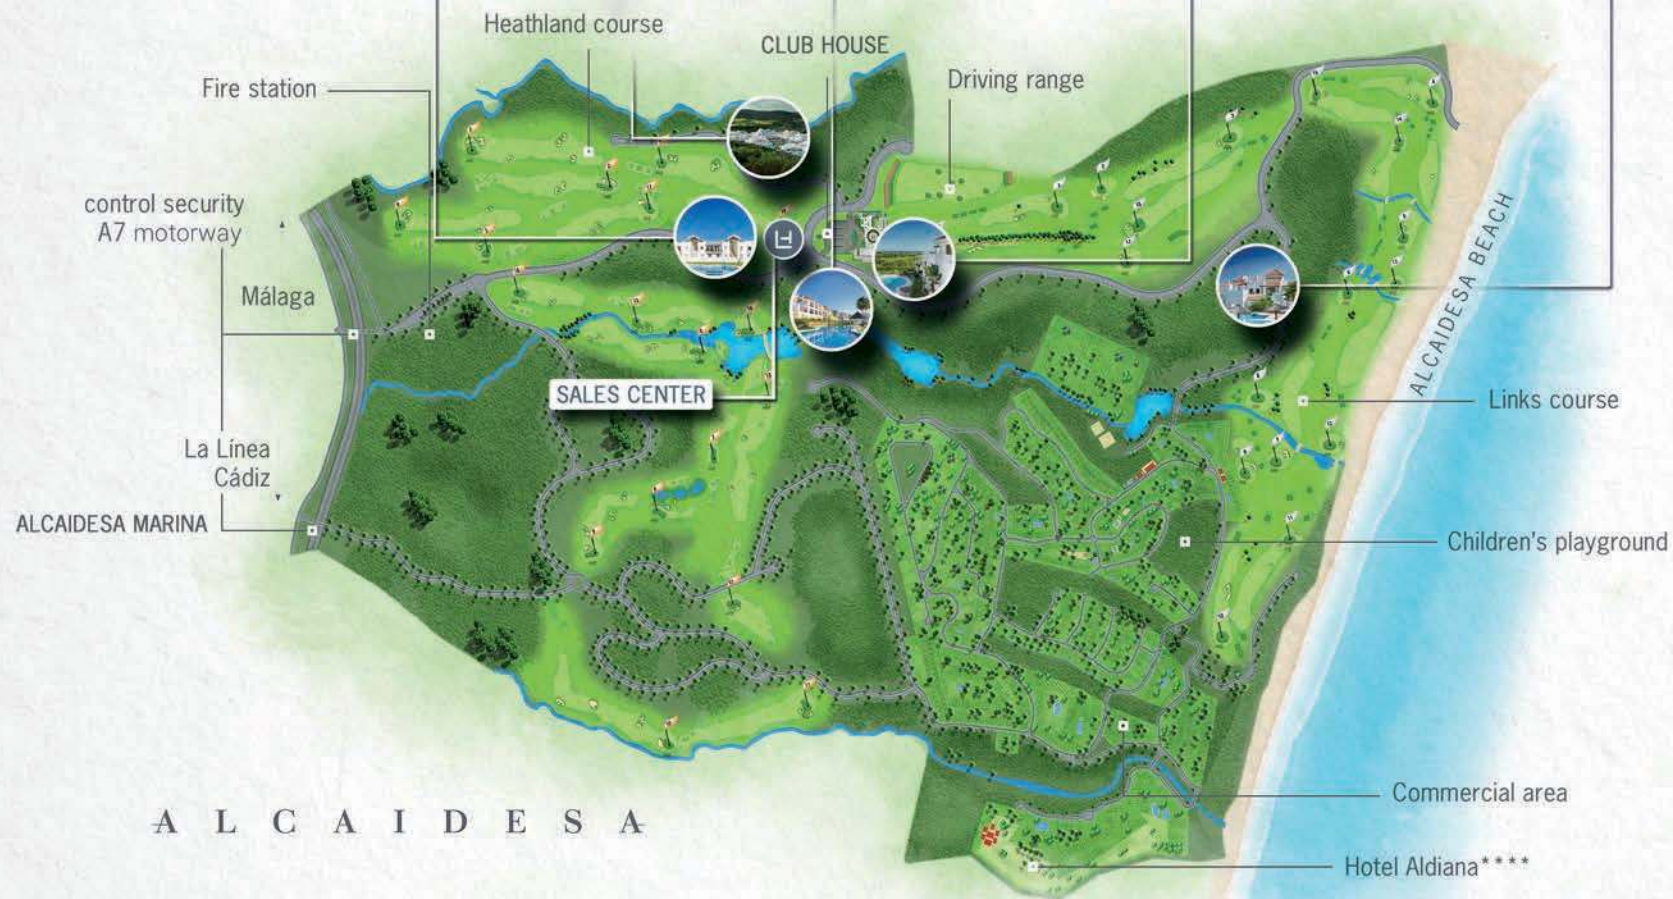 Heathland course
CLUB HOUSE
Fire station
Driving range
control security
A7 motorway
Málaga
ALCAIDESA BEACH
SALES CENTER
Links course
La Línea
Cádiz
ALCAIDESA MARINA
Children's playground
Commercial area
ALCAIDESA
Hotel Aldiana****